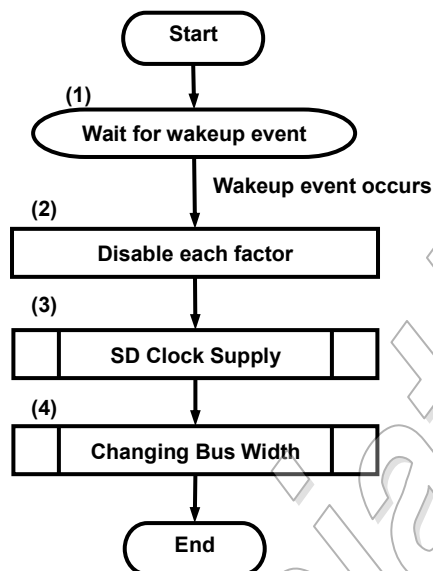 Start
(1)
Wait for wakeup event
Wakeup event occurs
(2)
Disable each factor
(3)
SD Clock Supply
(4)
Changing Bus Width
End